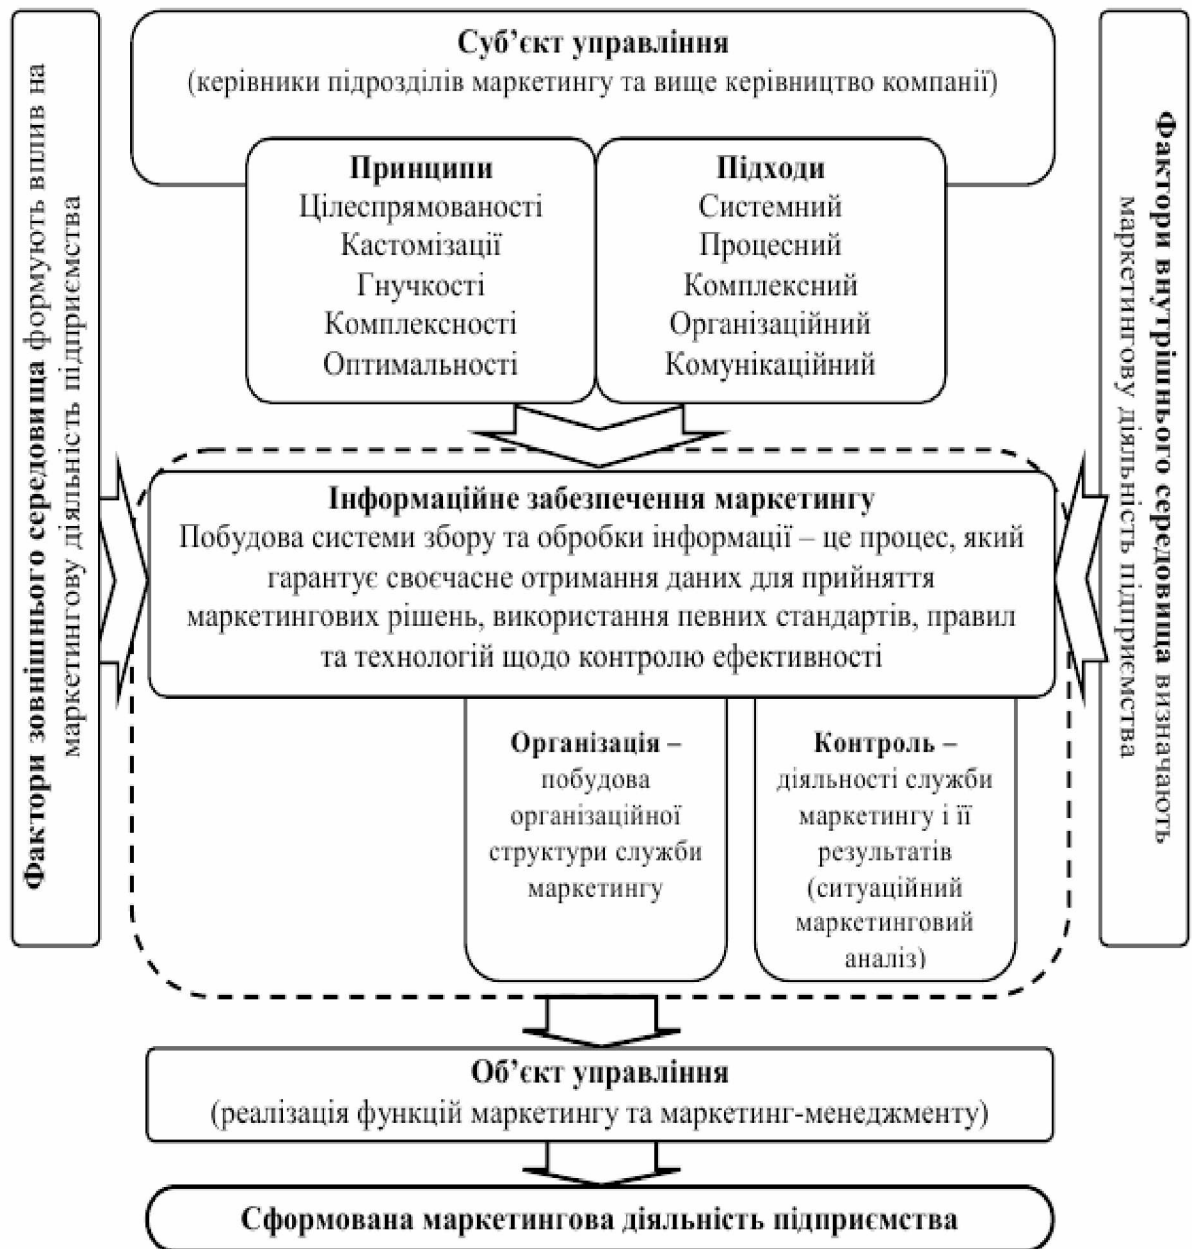 Суб’єкт управління
(керівники підрозділів маркетингу та вище керівництво компанії)
Принципи
Цілеспрямованості
Кастомізації
Гнучкості
Комплексності
Оптимальності
Підходи
Системний
Процесний
Комплексний
Організаційний
Комунікаційний
Фактори зовнішнього середовища формують вплив на
маркетингову діяльність підприємства
Фактори внутрішнього середовища визначають
маркетингову діяльність підприємства
Інформаційне забезпечення маркетингу
Побудова системи збору та обробки інформації – це процес, який
гарантує своєчасне отримання даних для прийняття
маркетингових рішень, використання певних стандартів, правил
та технологій щодо контролю ефективності
Організація –
побудова
організаційної
структури служби
маркетингу
Контроль –
діяльності служби
маркетингу і її
результатів
(ситуаційний
маркетинговий
аналіз)
Об’єкт управління
(реалізація функцій маркетингу та маркетинг-менеджменту)
Сформована маркетингова діяльність підприємства